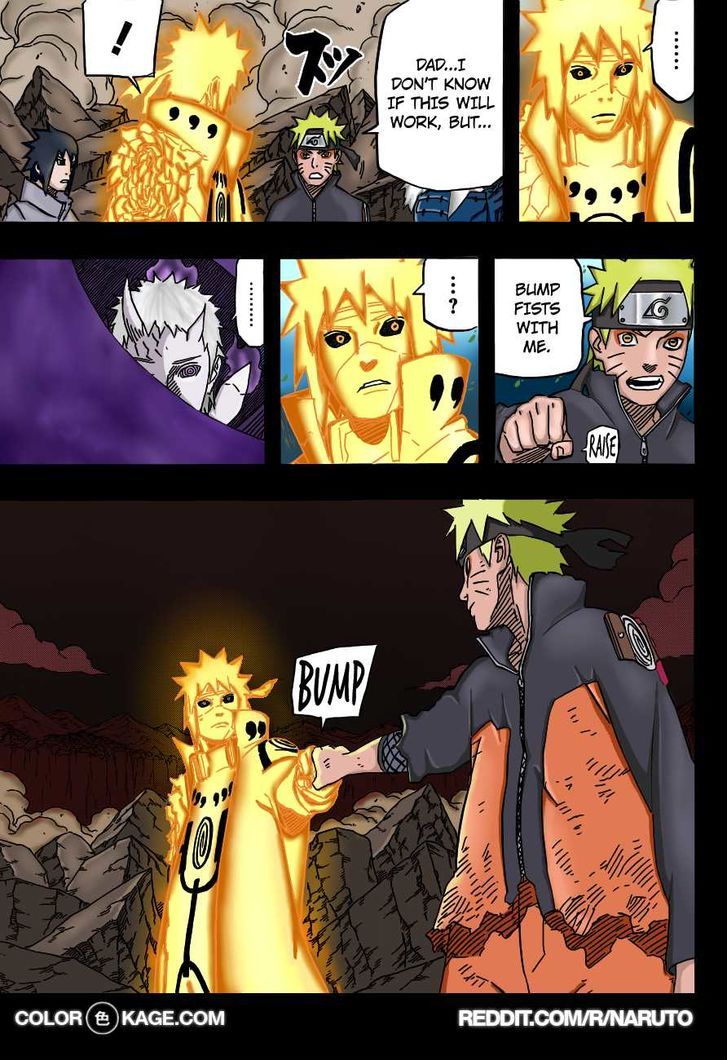 ......
DAD...I
DON'T KNOW
IF THIS WILL
WORK, BUT...
ズッ
!
BUMP
FISTS
WITH
ME.
RAISE
...
?
......
BUMP
COLOR 色 KAGE.COM
REDDIT.COM/R/NARUTO